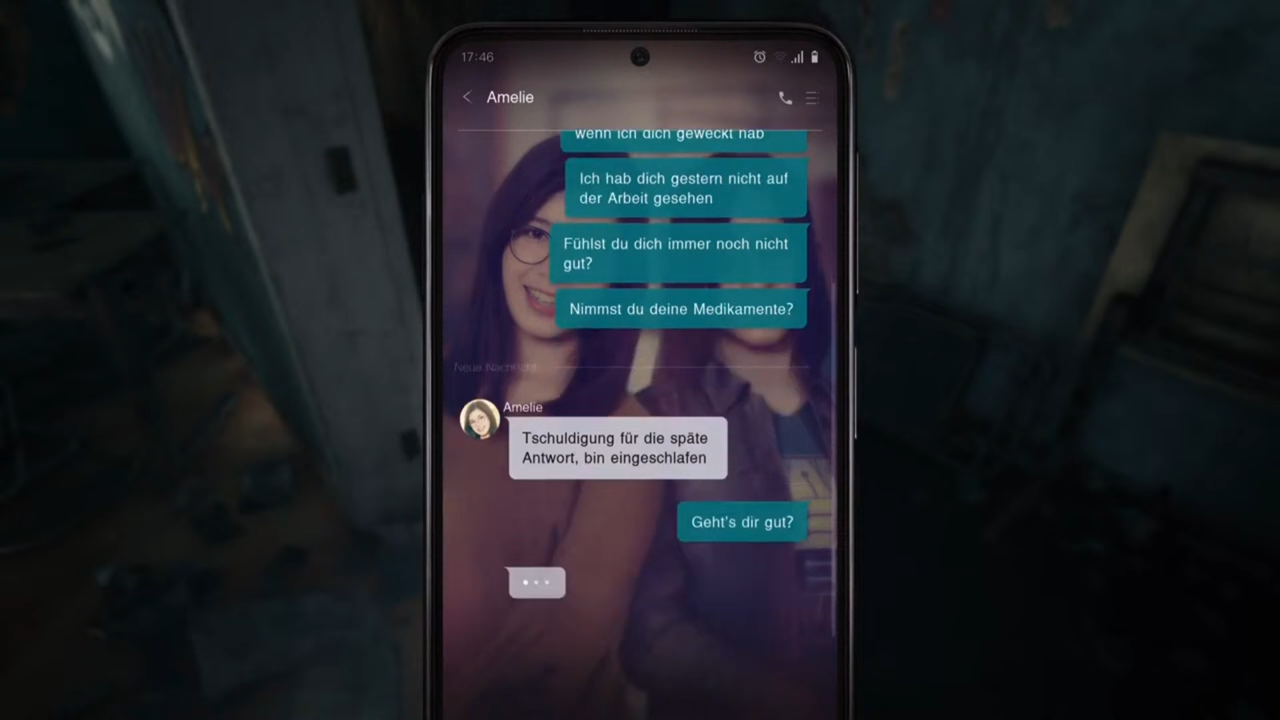 17:46
Amelie
wenn ich dich geweckt hab
Ich hab dich gestern nicht auf
der Arbeit gesehen
Fühlst du dich immer noch nicht
gut?
Nimmst du deine Medikamente?
Neue Nachricht
Amelie
Tschuldigung für die späte
Antwort, bin eingeschlafen
Geht's dir gut?